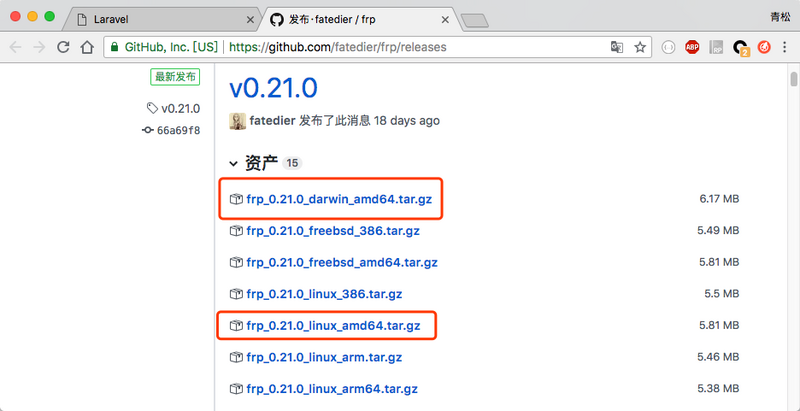 Laravel
发布·fatedier / frp
青松
GitHub, Inc. [US] | https://github.com/fatedier/frp/releases
ABP
RP
2
最新发布
v0.21.0
66a69f8
v0.21.0
fatedier 发布了此消息 18 days ago
资产 15
frp_0.21.0_darwin_amd64.tar.gz 6.17 MB
frp_0.21.0_freebsd_386.tar.gz 5.49 MB
frp_0.21.0_freebsd_amd64.tar.gz 5.81 MB
frp_0.21.0_linux_386.tar.gz 5.5 MB
frp_0.21.0_linux_amd64.tar.gz 5.81 MB
frp_0.21.0_linux_arm.tar.gz 5.46 MB
frp_0.21.0_linux_arm64.tar.gz 5.38 MB